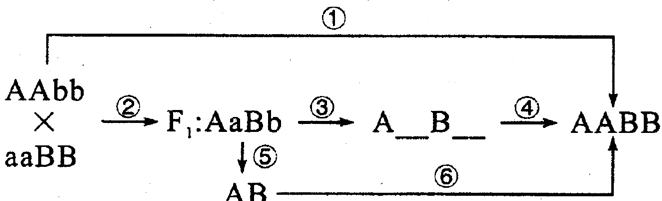 ①
AAbb
×
aaBB
② F₁:AaBb ③ A__B__ ④ AABB
⑤
AB ⑥